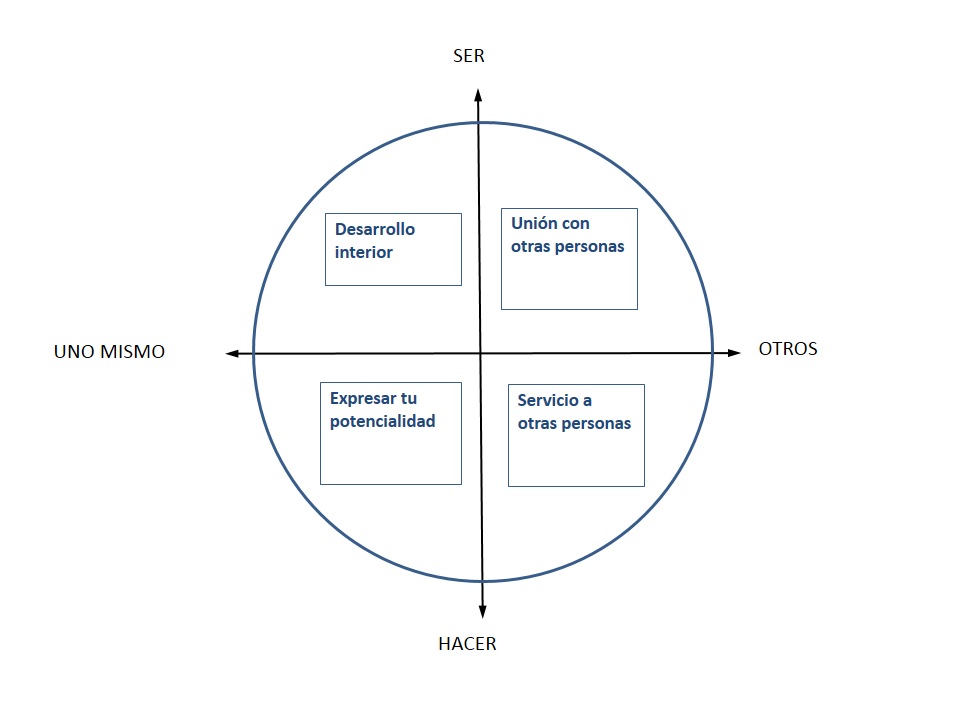 SER
Desarrollo
interior
Unión con
otras personas
UNO MISMO
OTROS
Expresar tu
potencialidad
Servicio a
otras personas
HACER